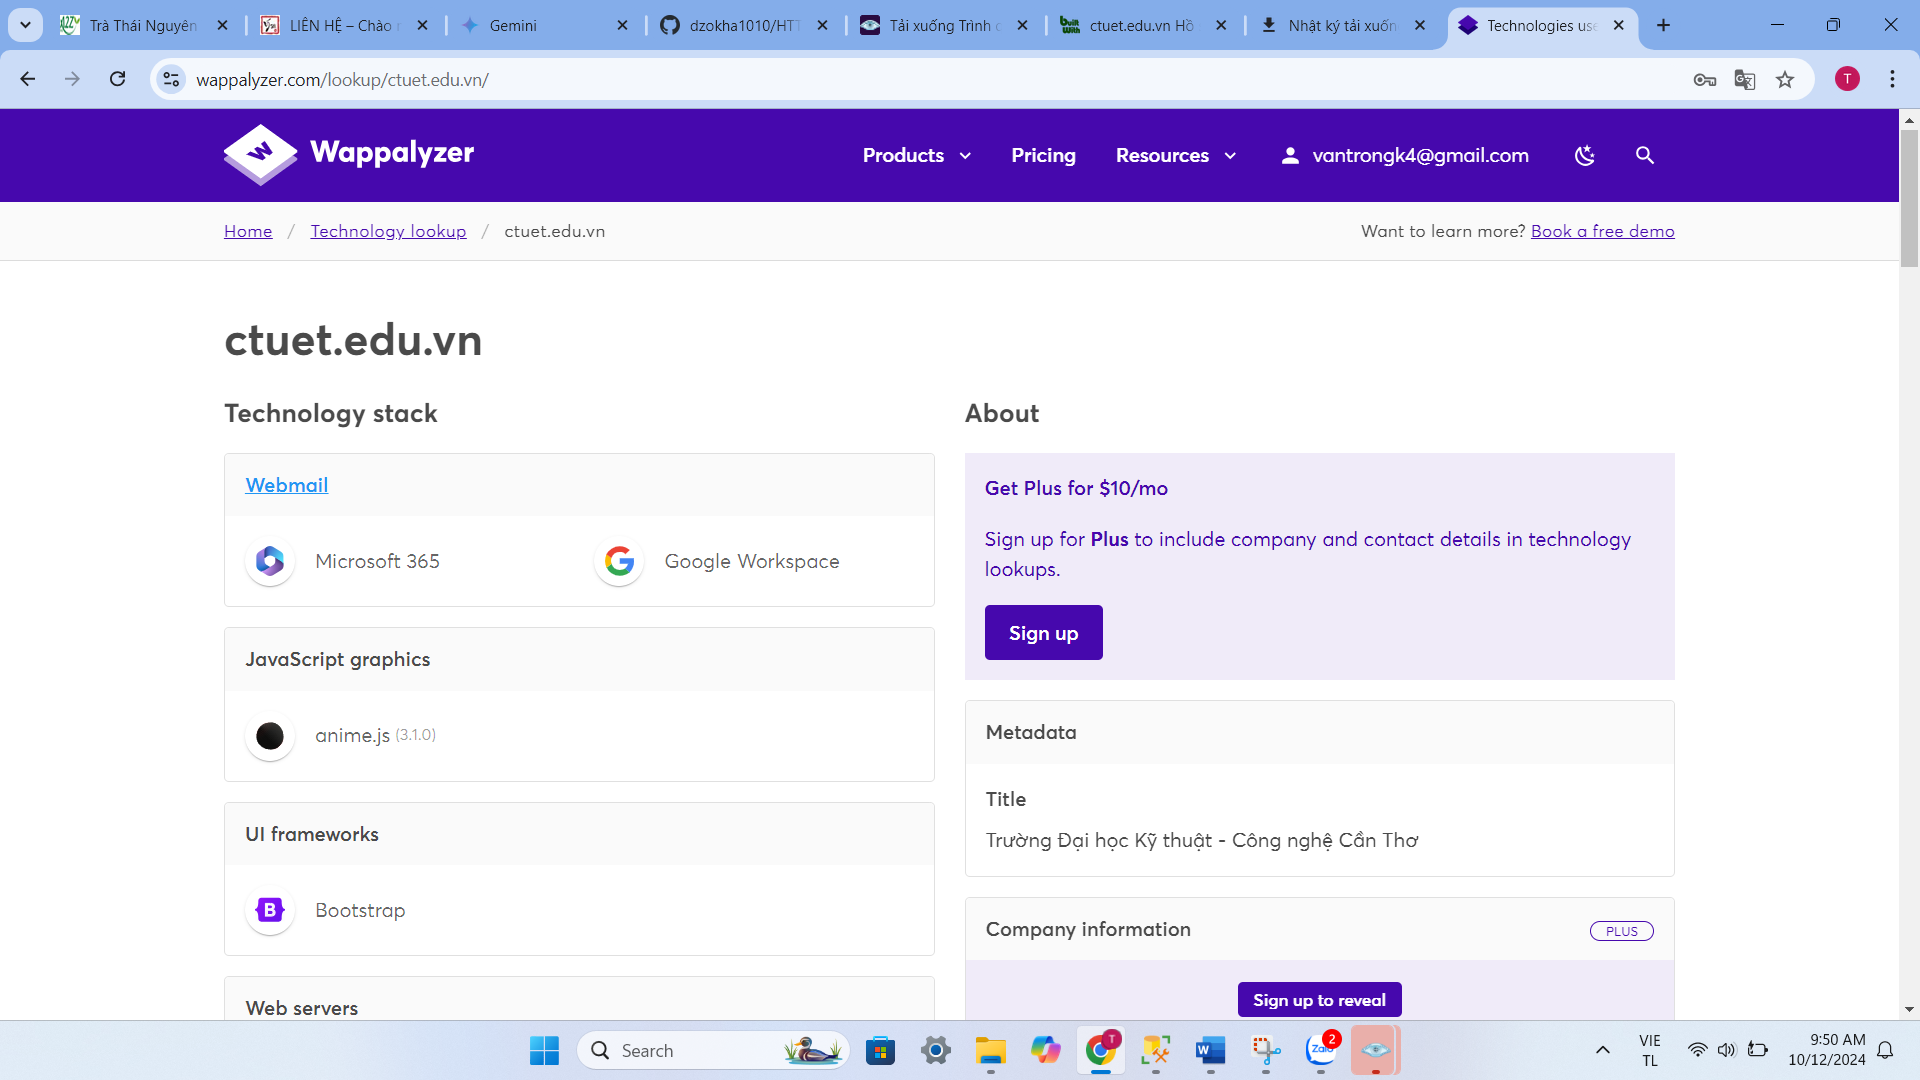 Trà Thái Nguyên
LIÊN HỆ – Chào
Gemini
dzokha1010/HTT
Tải xuống Trình
ctuet.edu.vn Hồ
Nhật ký tải xuốn
Technologies use
T
wappalyzer.com/lookup/ctuet.edu.vn/
Wappalyzer
Products
Pricing
Resources
vantrongk4@gmail.com
Home / Technology lookup / ctuet.edu.vn
Want to learn more? Book a free demo
ctuet.edu.vn
Technology stack
Webmail
Microsoft 365
Google Workspace
JavaScript graphics
anime.js (3.1.0)
UI frameworks
Bootstrap
Web servers
About
Get Plus for $10/mo
Sign up for Plus to include company and contact details in technology
lookups.
Sign up
Metadata
Title
Trường Đại học Kỹ thuật - Công nghệ Cần Thơ
Company information
PLUS
Sign up to reveal
Search
2
VIE
TL
9:50 AM
10/12/2024